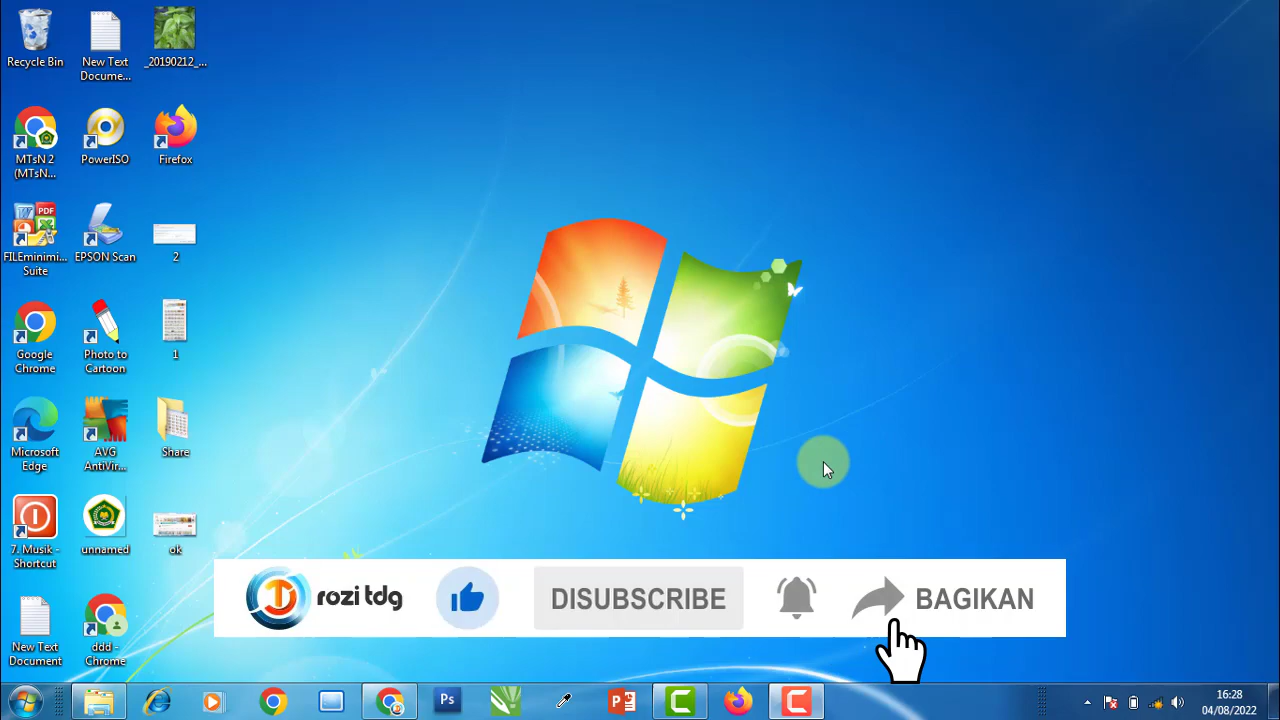 Recycle Bin
New Text
Docume...
_20190212_...
MTsN 2
(MTsN...
PowerISO
Firefox
FILEminimi...
Suite
EPSON Scan
2
Google
Chrome
Photo to
Cartoon
1
Microsoft
Edge
AVG
AntiVir...
Share
7. Musik -
Shortcut
unnamed
ok
New Text
Document
ddd -
Chrome
rozi tdg
DISUBSCRIBE
BAGIKAN
Ps
16:28
04/08/2022